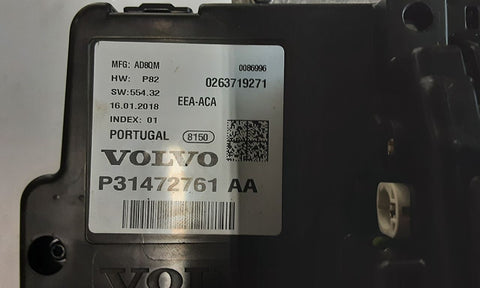 MFG: AD8QM 0086996
HW: P82 0263719271
SW:554.32
16.01.2018 EEA-ACA
INDEX: 01
PORTUGAL 8150
VOLVO
P31472761 AA
VOLV